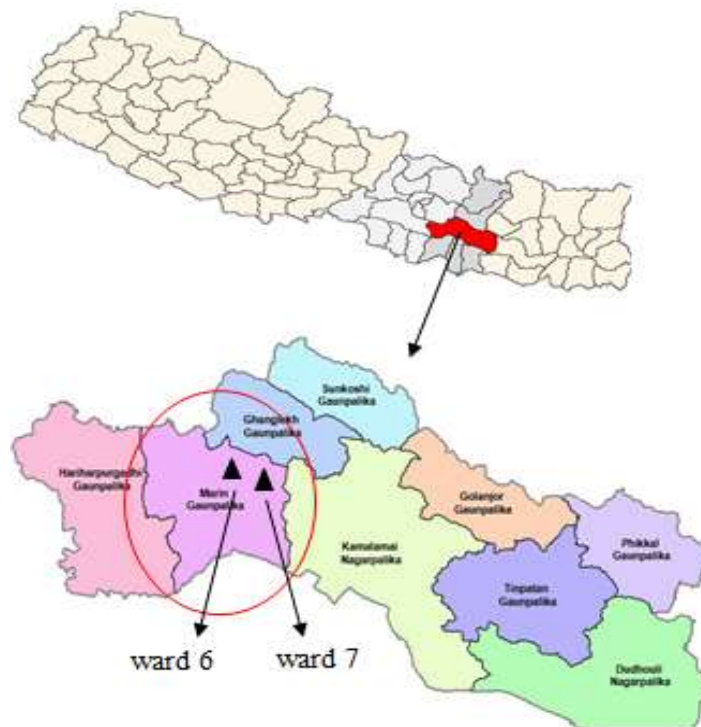 Sunkoshi
Gaunpalika
Ghanglekh
Gaunpalika
Hariharpurgadhi
Gaunpalika
Marin
Gaunpalika
Golanjor
Gaunpalika
Kamalamai
Nagarpalika
Phikkal
Gaunpalika
Tinpatan
Gaunpalika
Dudhouli
Nagarpalika
ward 6
ward 7